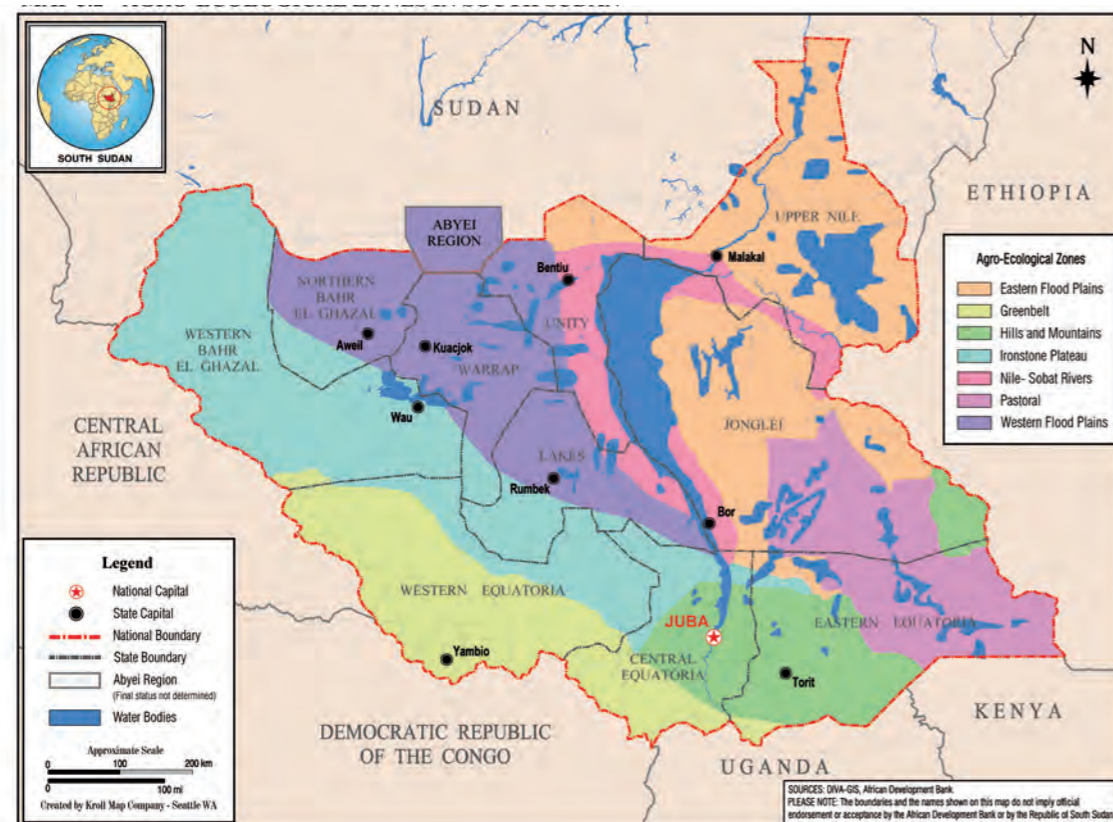 SOUTH SUDAN
N
SUDAN
ETHIOPIA
UPPER NILE
ABYEI
REGION
Malakal
Bentiu
NORTHERN
BAHR
EL GHAZAL
UNITY
WESTERN
BAHR
EL GHAZAL
Aweil
Kuacjok
WARRAP
Wau
JONGLEI
CENTRAL
AFRICAN
REPUBLIC
LAKES
Rumbek
Bor
WESTERN EQUATORIA
JUBA
EASTERN EQUATORIA
Yambio
CENTRAL
EQUATORIA
Torit
DEMOCRATIC REPUBLIC
OF THE CONGO
UGANDA
KENYA
Agro-Ecological Zones
Eastern Flood Plains
Greenbelt
Hills and Mountains
Ironstone Plateau
Nile- Sobat Rivers
Pastoral
Western Flood Plains
Legend
National Capital
State Capital
National Boundary
State Boundary
Abyei Region
(Final status not determined)
Water Bodies
Approximate Scale
0 100 200 km
0 100 mi
Created by Kroll Map Company - Seattle WA
SOURCES: DIVA-GIS, African Development Bank.
PLEASE NOTE: The boundaries and the names shown on this map do not imply official
endorsement or acceptance by the African Development Bank or by the Republic of South Sudan